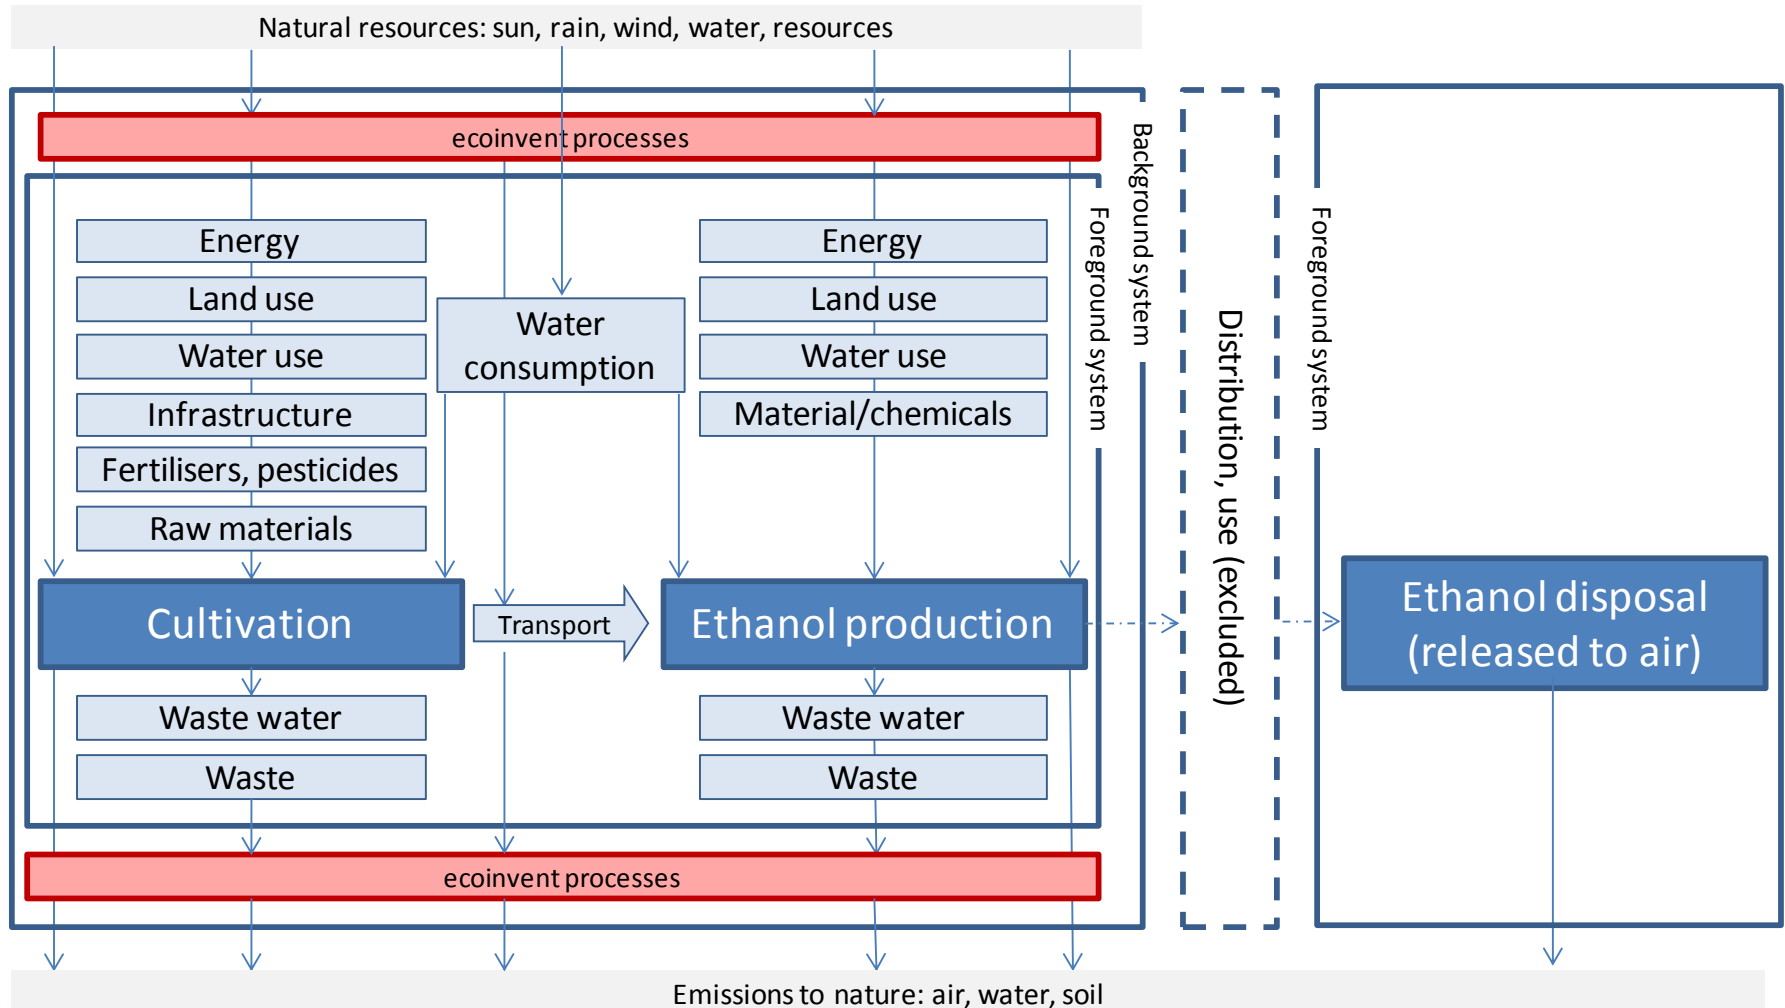 Natural resources: sun, rain, wind, water, resources
ecoinvent processes
Background system
Foreground system
Energy
Land use
Water use
Infrastructure
Fertilisers, pesticides
Raw materials
Water
consumption
Energy
Land use
Water use
Material/chemicals
Cultivation
Transport
Ethanol production
Waste water
Waste
Waste water
Waste
ecoinvent processes
Distribution, use (excluded)
Foreground system
Ethanol disposal
(released to air)
Emissions to nature: air, water, soil